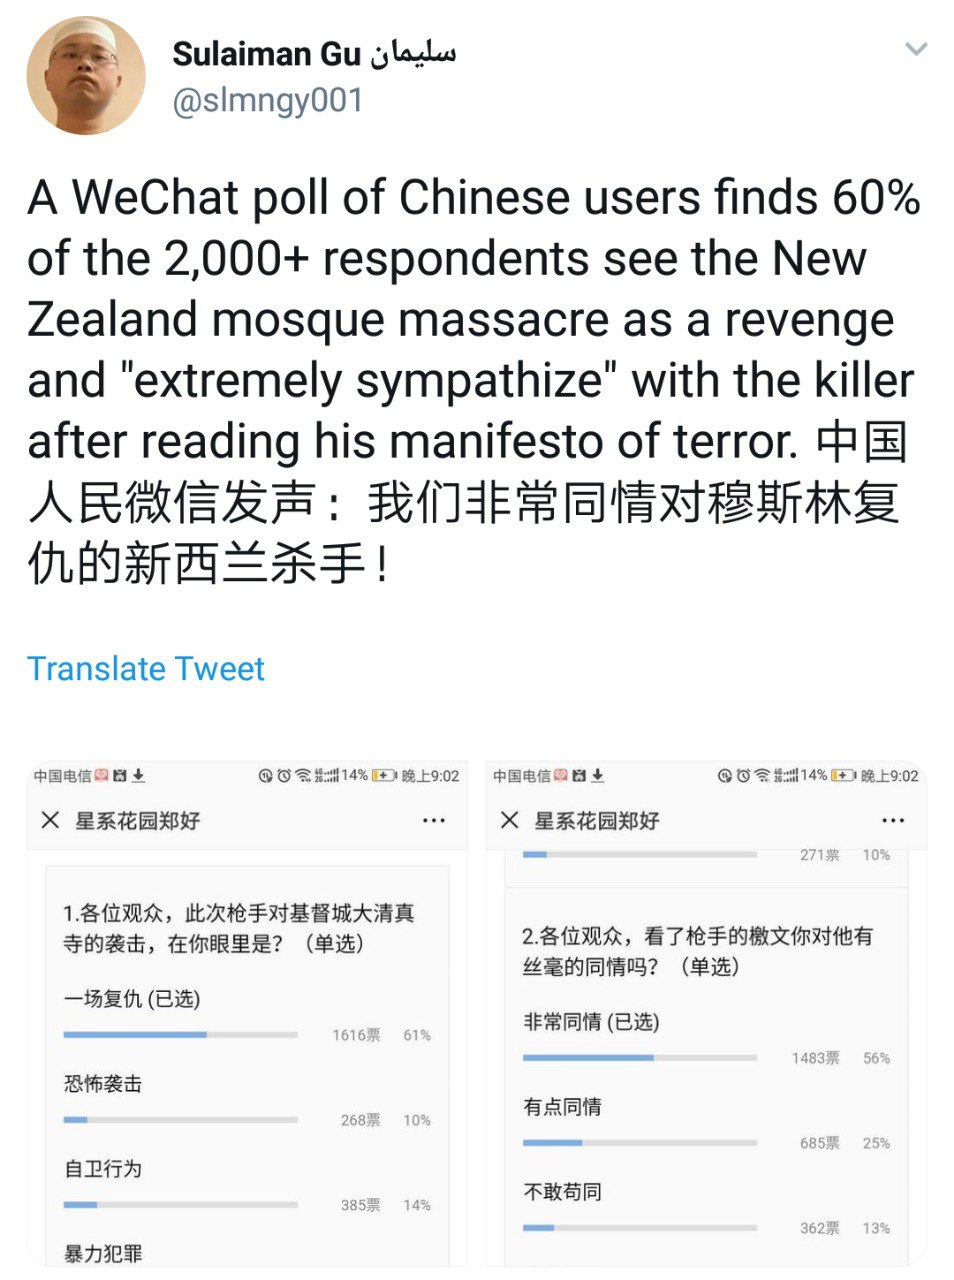 Sulaiman Gu سليمان
@slmngy001
A WeChat poll of Chinese users finds 60%
of the 2,000+ respondents see the New
Zealand mosque massacre as a revenge
and "extremely sympathize" with the killer
after reading his manifesto of terror. 中国
人民微信发声：我们非常同情对穆斯林复
仇的新西兰杀手！
Translate Tweet
中国电信 14% 晚上9:02
星系花园郑好
1.各位观众，此次枪手对基督城大清真
寺的袭击，在你眼里是？（单选）
一场复仇 (已选)
1616票 61%
恐怖袭击
268票 10%
自卫行为
385票 14%
暴力犯罪
中国电信 14% 晚上9:02
星系花园郑好
271票 10%
2.各位观众，看了枪手的檄文你对他有
丝毫的同情吗？（单选）
非常同情 (已选)
1483票 56%
有点同情
685票 25%
不敢苟同
362票 13%